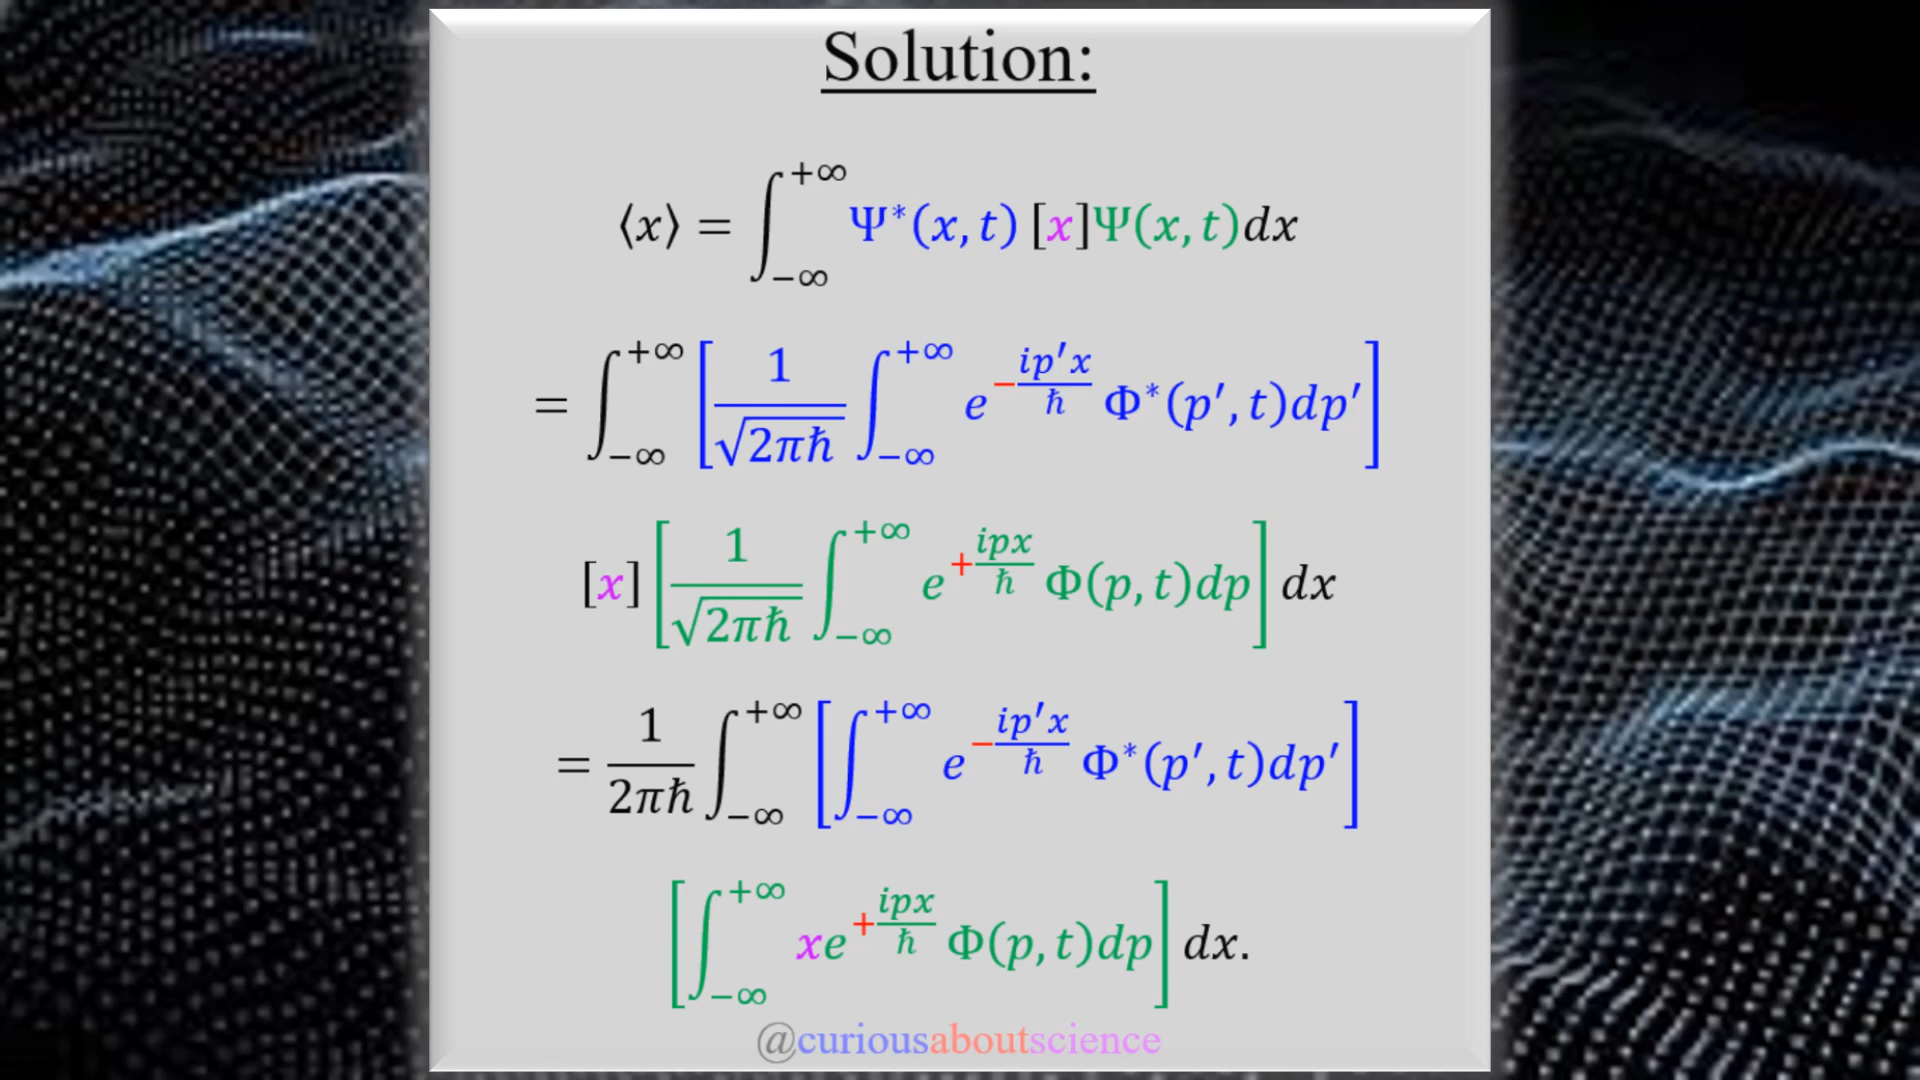 Solution:
⟨x⟩ = ∫_{−∞}^{+∞} Ψ*(x, t) [x]Ψ(x, t)dx
= ∫_{−∞}^{+∞} [ 1/√(2πħ) ∫_{−∞}^{+∞} e^{−ip′x/ħ} Φ*(p′, t)dp′ ]
[x] [ 1/√(2πħ) ∫_{−∞}^{+∞} e^{+ipx/ħ} Φ(p, t)dp ] dx
= 1/(2πħ) ∫_{−∞}^{+∞} [ ∫_{−∞}^{+∞} e^{−ip′x/ħ} Φ*(p′, t)dp′ ]
[ ∫_{−∞}^{+∞} xe^{+ipx/ħ} Φ(p, t)dp ] dx.
@curiousaboutscience